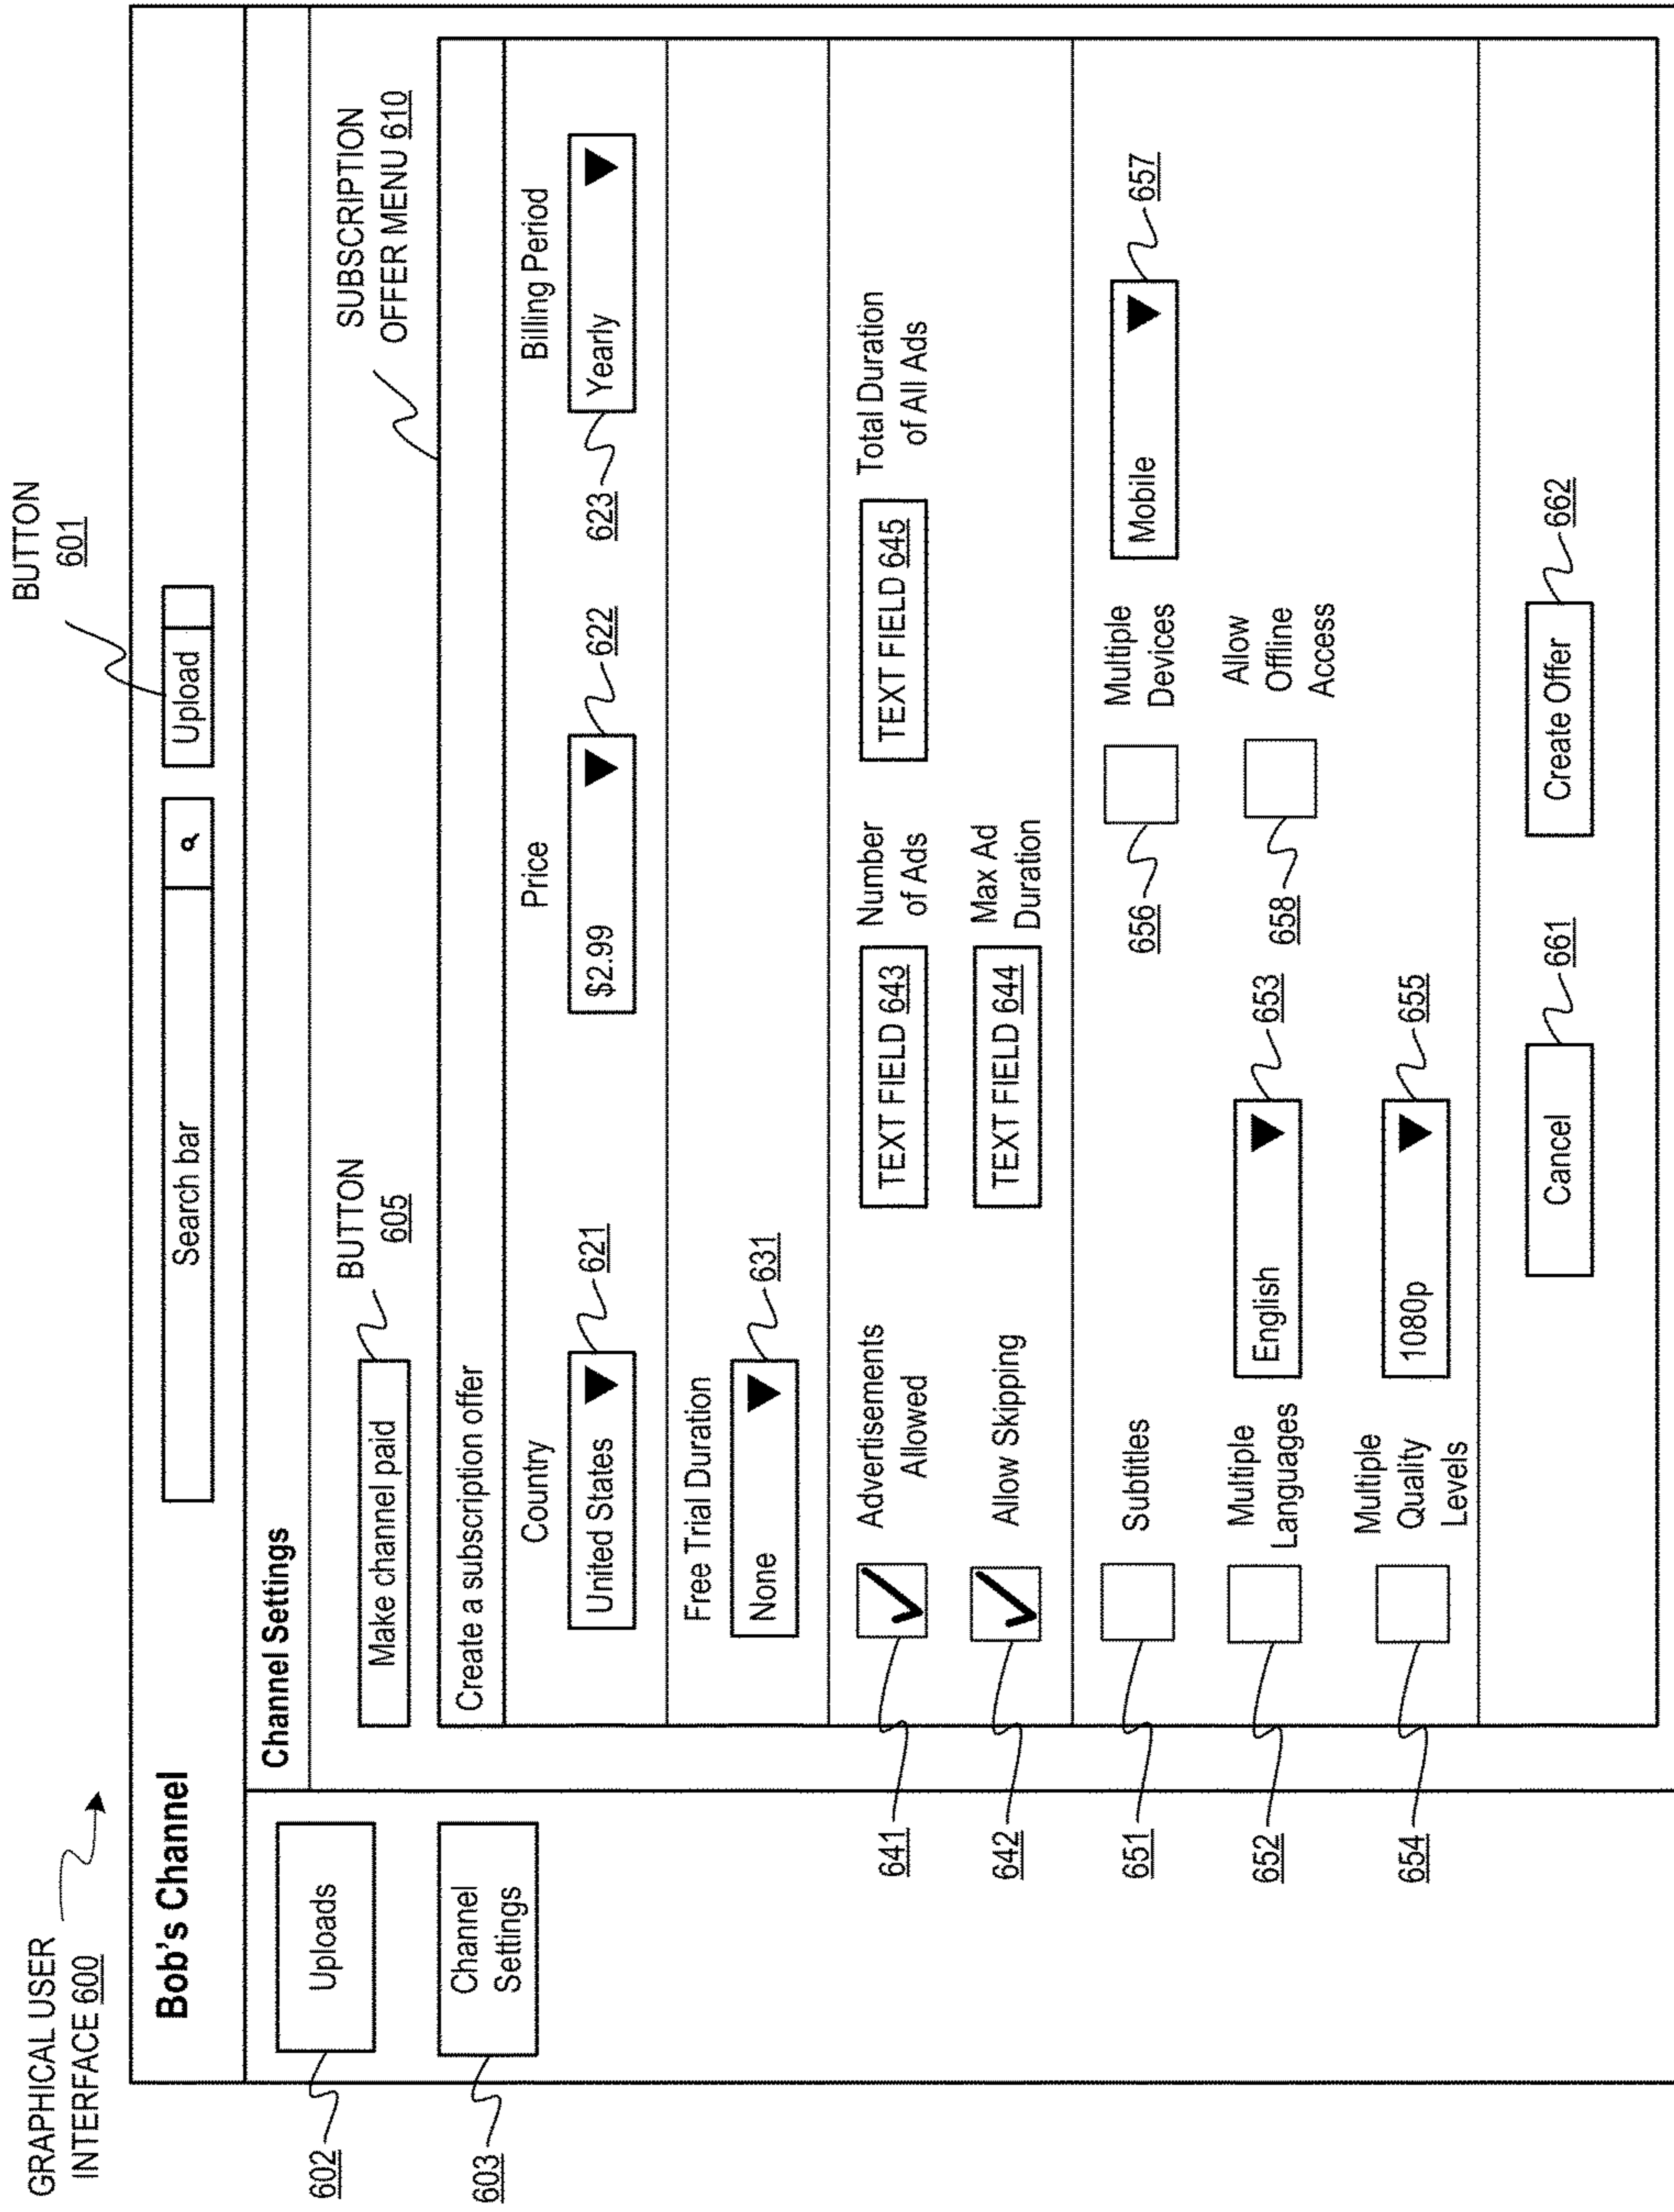 GRAPHICAL USER
INTERFACE 600
BUTTON
601
Bob's Channel
Search bar
Upload
602
Uploads
603
Channel
Settings
Channel Settings
Make channel paid
BUTTON
605
SUBSCRIPTION
OFFER MENU 610
Create a subscription offer
Country
Price
Billing Period
United States
621
$2.99
622
623
Yearly
Free Trial Duration
None
631
641
Advertisements
Allowed
TEXT FIELD 643
Number
of Ads
TEXT FIELD 645
Total Duration
of All Ads
642
Allow Skipping
TEXT FIELD 644
Max Ad
Duration
651
Subtitles
656
Multiple
Devices
Mobile
657
652
Multiple
Languages
English
653
658
Allow
Offline
Access
654
Multiple
Quality
Levels
1080p
655
Cancel
661
Create Offer
662